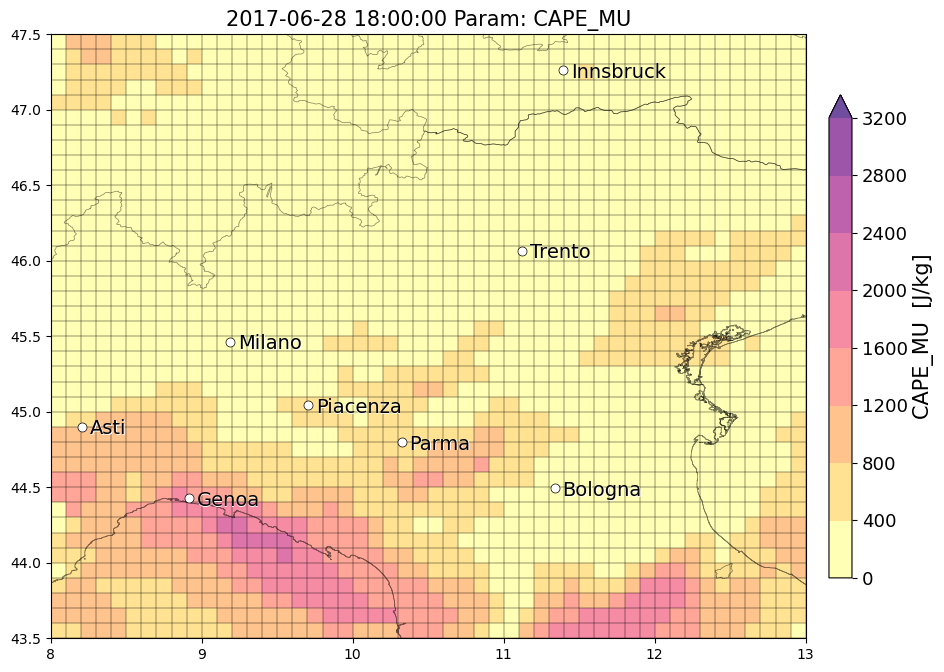 2017-06-28 18:00:00 Param: CAPE_MU
47.5
47.0
46.5
46.0
45.5
45.0
44.5
44.0
43.5
8
9
10
11
12
13
Innsbruck
Trento
Milano
Piacenza
Asti
Parma
Genoa
Bologna
3200
2800
2400
2000
1600
1200
800
400
0
CAPE_MU [J/kg]